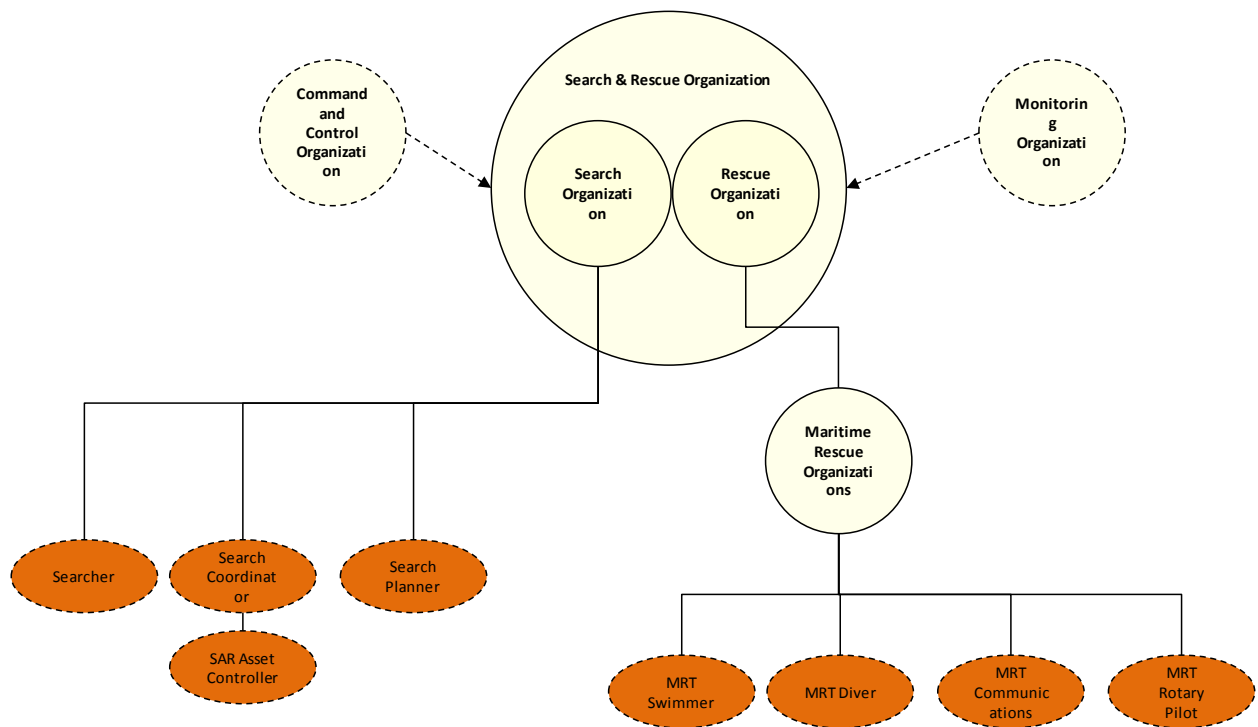 Search & Rescue Organization
Command
and
Control
Organizati
on
Monitorin
g
Organizati
on
Search
Organizati
on
Rescue
Organizati
on
Maritime
Rescue
Organizati
ons
Searcher
Search
Coordinat
or
Search
Planner
SAR Asset
Controller
MRT
Swimmer
MRT Diver
MRT
Communic
ations
MRT
Rotary
Pilot